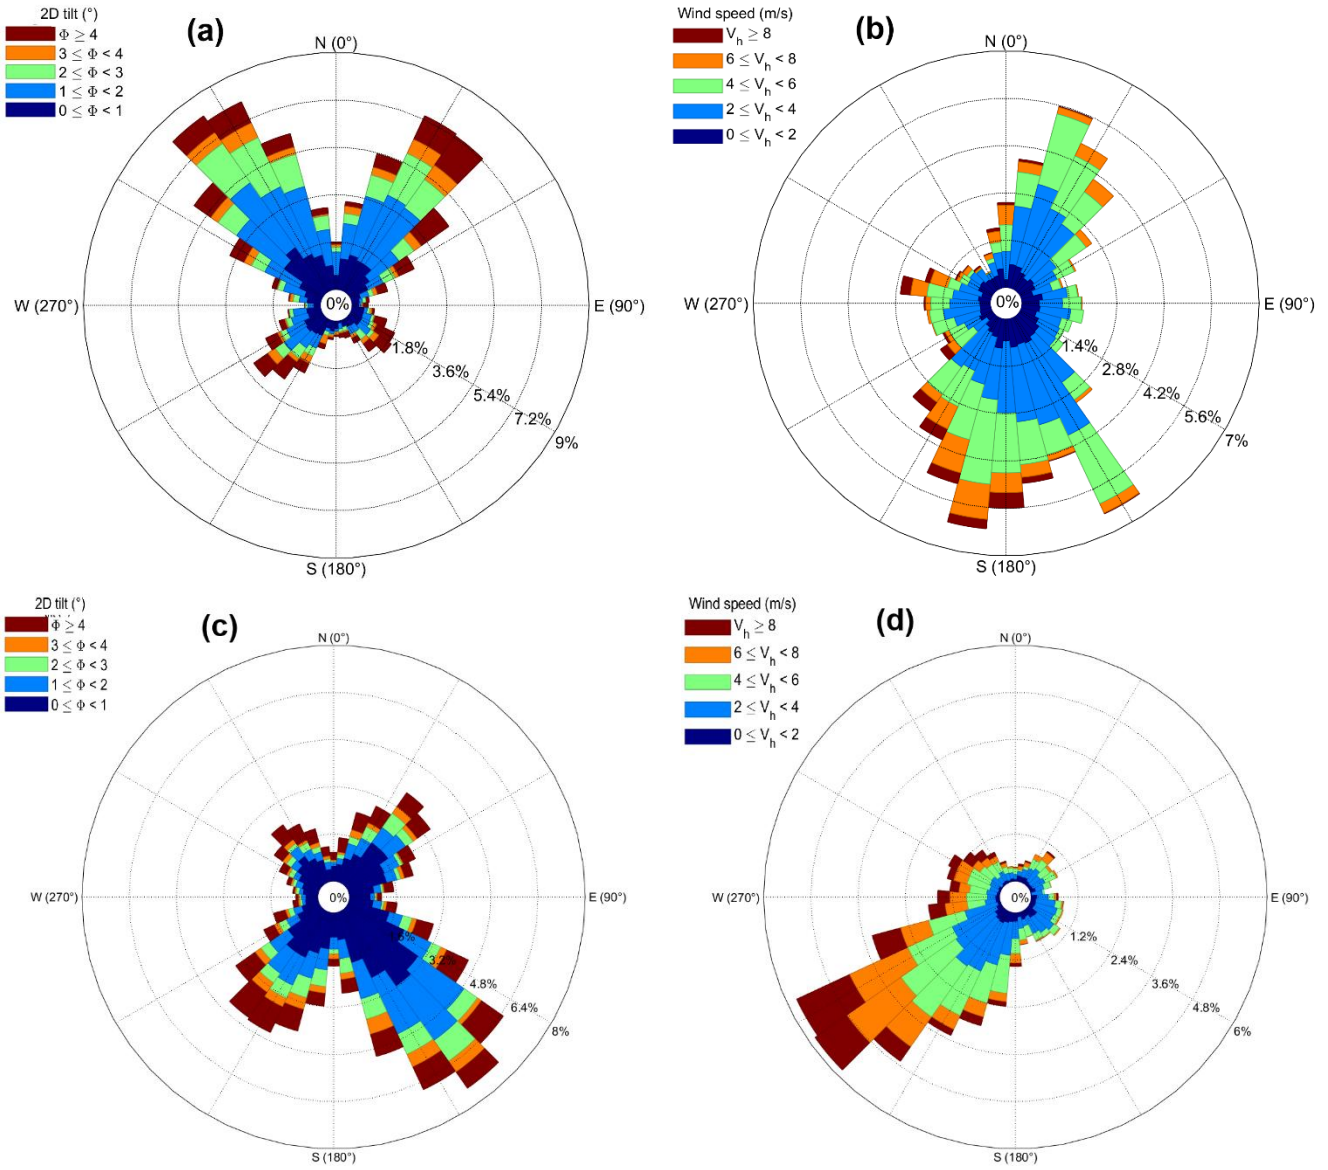 2D tilt (°)
Φ ≥ 4
3 ≤ Φ < 4
2 ≤ Φ < 3
1 ≤ Φ < 2
0 ≤ Φ < 1
(a)
N (0°)
W (270°)
0%
E (90°)
1.8%
3.6%
5.4%
7.2%
9%
S (180°)
Wind speed (m/s)
V_h ≥ 8
6 ≤ V_h < 8
4 ≤ V_h < 6
2 ≤ V_h < 4
0 ≤ V_h < 2
(b)
N (0°)
W (270°)
0%
E (90°)
1.4%
2.8%
4.2%
5.6%
7%
S (180°)
2D tilt (°)
Φ ≥ 4
3 ≤ Φ < 4
2 ≤ Φ < 3
1 ≤ Φ < 2
0 ≤ Φ < 1
(c)
N (0°)
W (270°)
0%
E (90°)
1.6%
3.2%
4.8%
6.4%
8%
S (180°)
Wind speed (m/s)
V_h ≥ 8
6 ≤ V_h < 8
4 ≤ V_h < 6
2 ≤ V_h < 4
0 ≤ V_h < 2
(d)
N (0°)
W (270°)
0%
E (90°)
1.2%
2.4%
3.6%
4.8%
6%
S (180°)